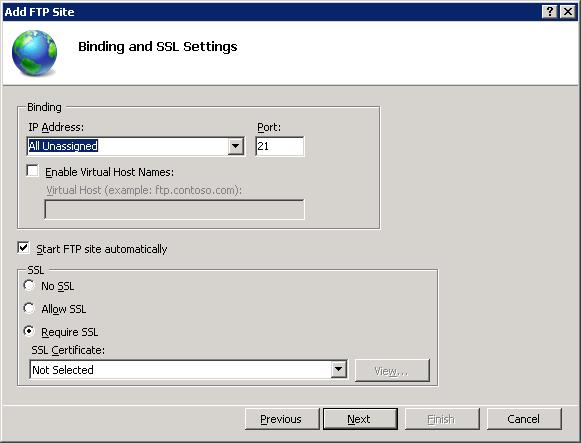 Add FTP Site
Binding and SSL Settings
Binding
IP Address:
Port:
All Unassigned
21
Enable Virtual Host Names:
Virtual Host (example: ftp.contoso.com):
Start FTP site automatically
SSL
No SSL
Allow SSL
Require SSL
SSL Certificate:
Not Selected
View...
Previous
Next
Finish
Cancel